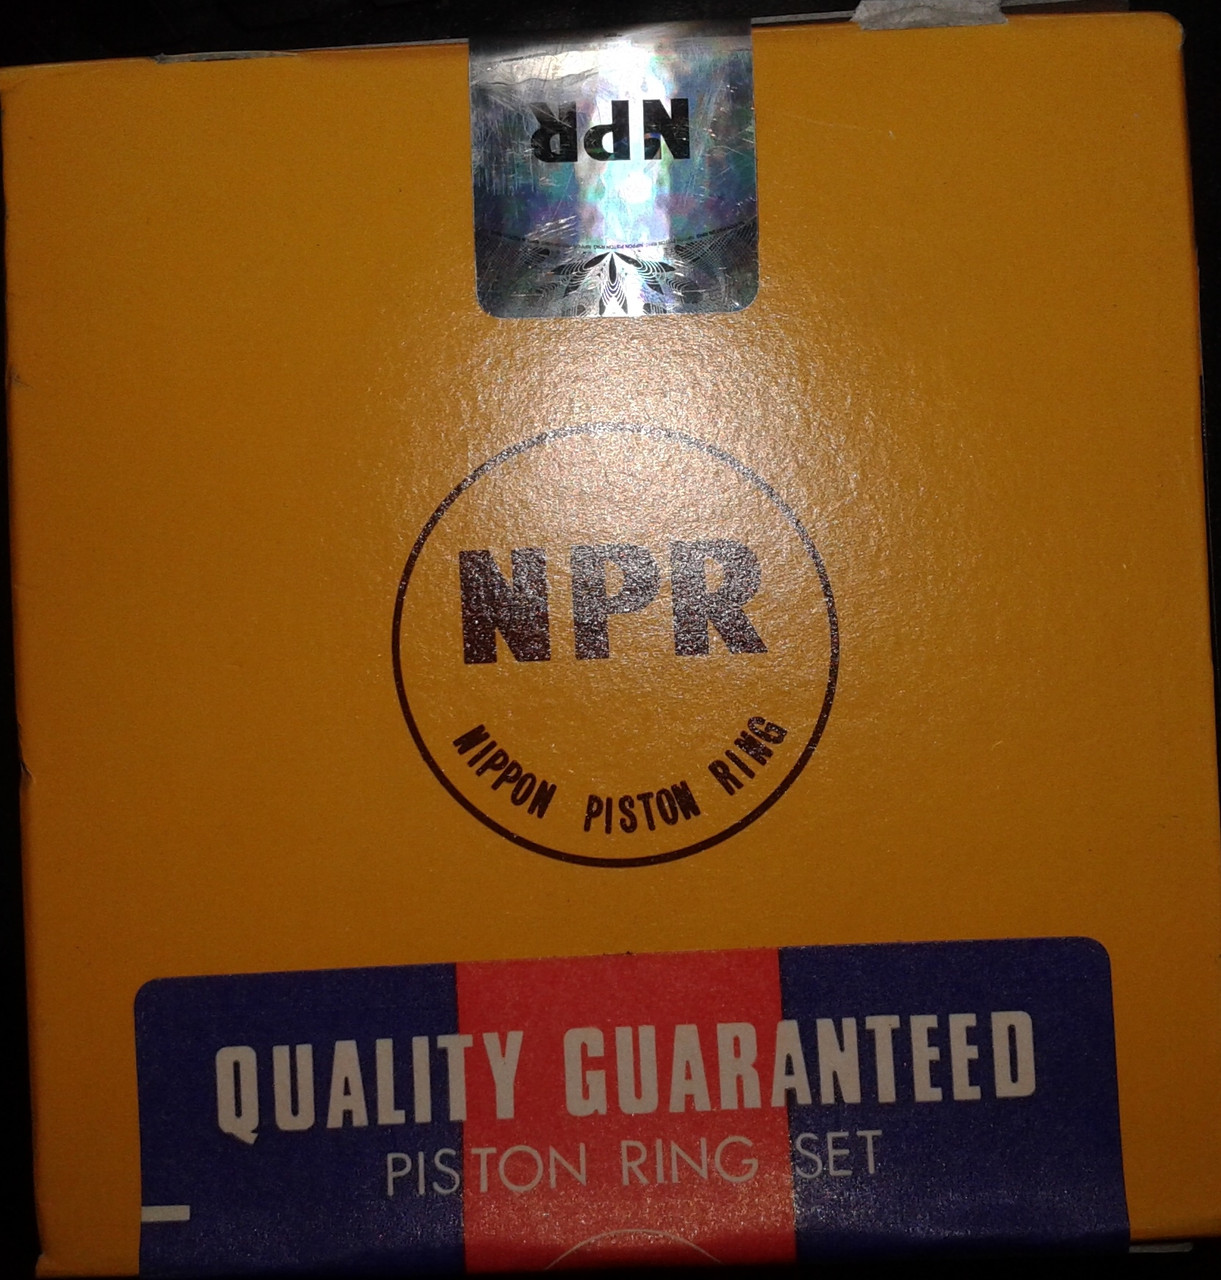 NPR
NPR
NIPPON PISTON RING
QUALITY GUARANTEED
PISTON RING SET